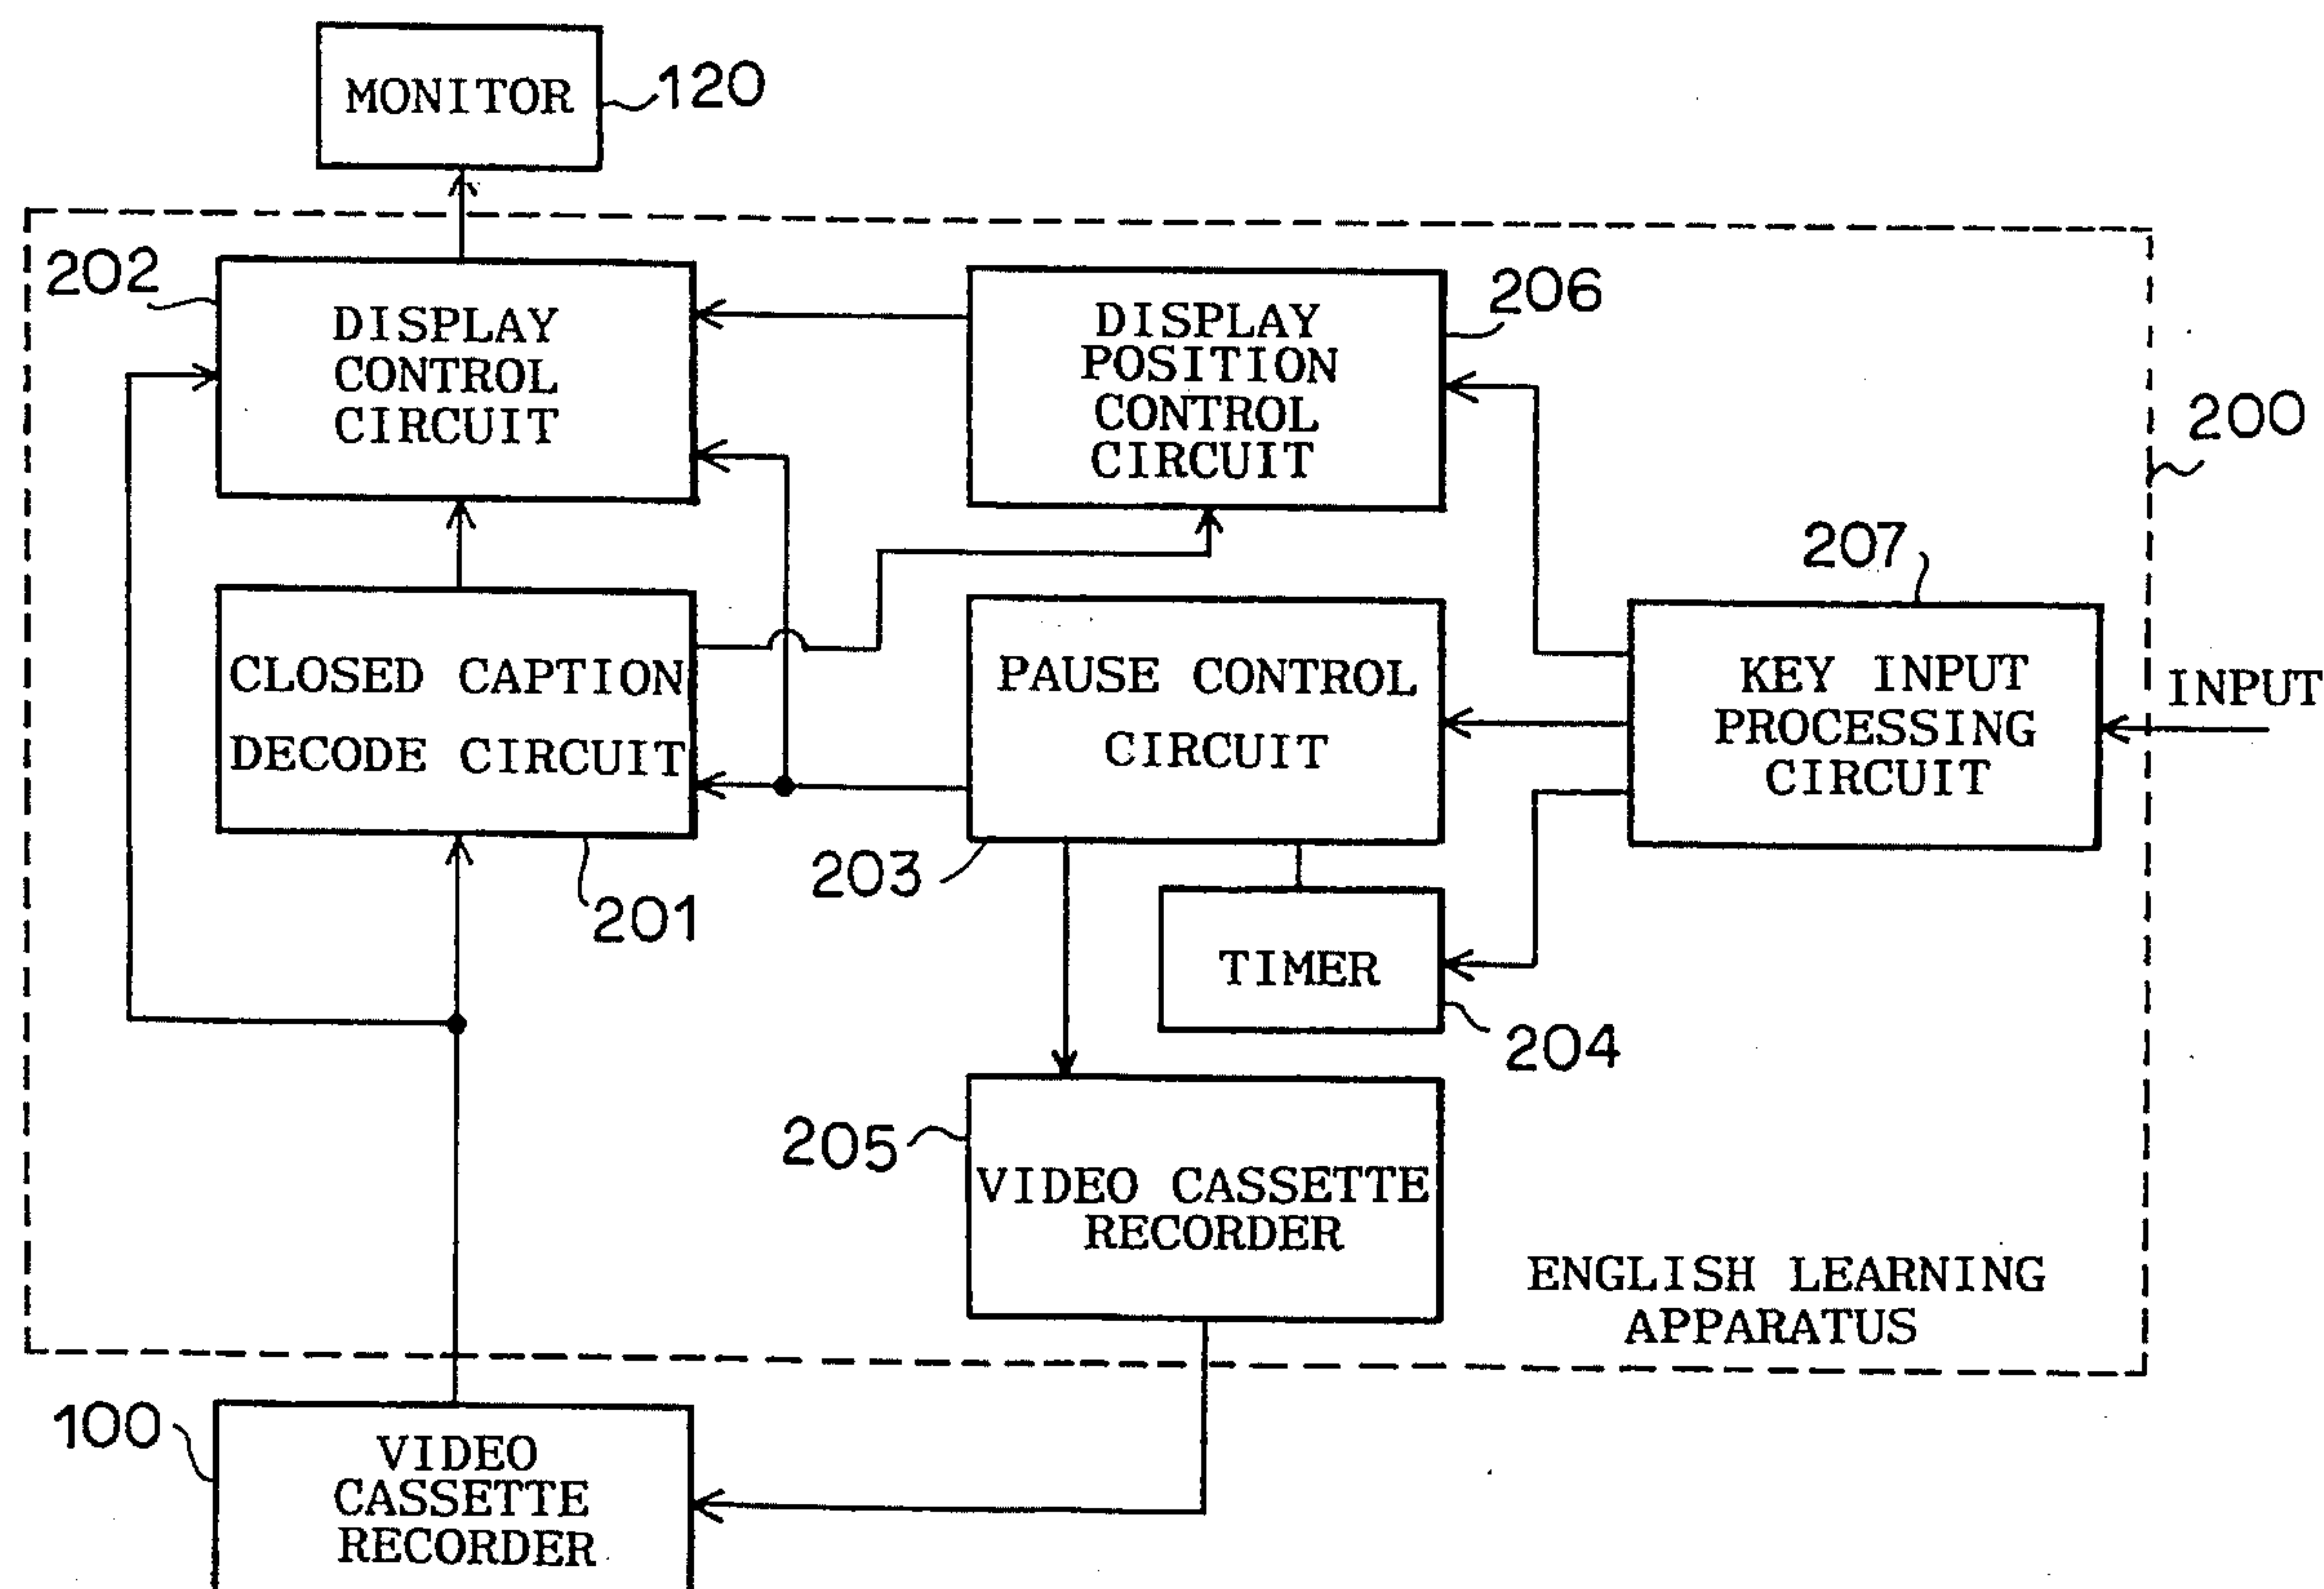 MONITOR
120
202
DISPLAY
CONTROL
CIRCUIT
DISPLAY
POSITION
CONTROL
CIRCUIT
206
200
207
CLOSED CAPTION
DECODE CIRCUIT
201
PAUSE CONTROL
CIRCUIT
203
KEY INPUT
PROCESSING
CIRCUIT
INPUT
TIMER
204
205
VIDEO CASSETTE
RECORDER
ENGLISH LEARNING
APPARATUS
100
VIDEO
CASSETTE
RECORDER